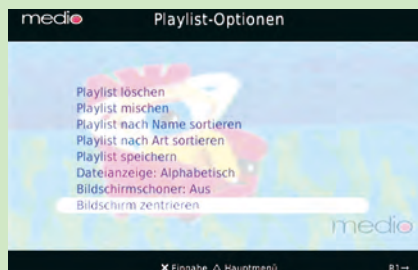 medio
Playlist-Optionen
Playlist löschen
Playlist mischen
Playlist nach Name sortieren
Playlist nach Art sortieren
Playlist speichern
Dateianzeige: Alphabetisch
Bildschirmschoner: Aus
Bildschirm zentrieren
medio
X Eingabe △ Hauptmenü R1→